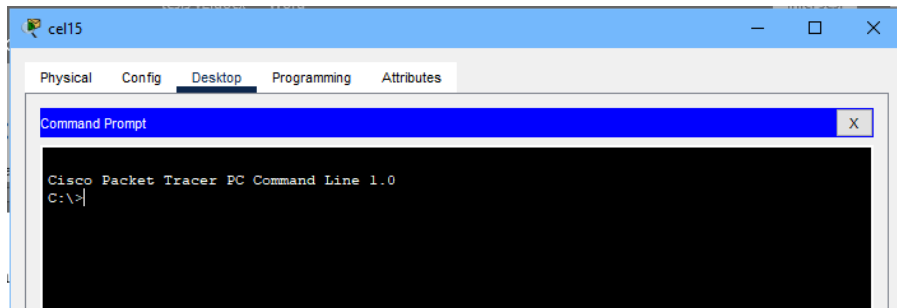 cel15
Physical Config Desktop Programming Attributes
Command Prompt
X
Cisco Packet Tracer PC Command Line 1.0
C:\>